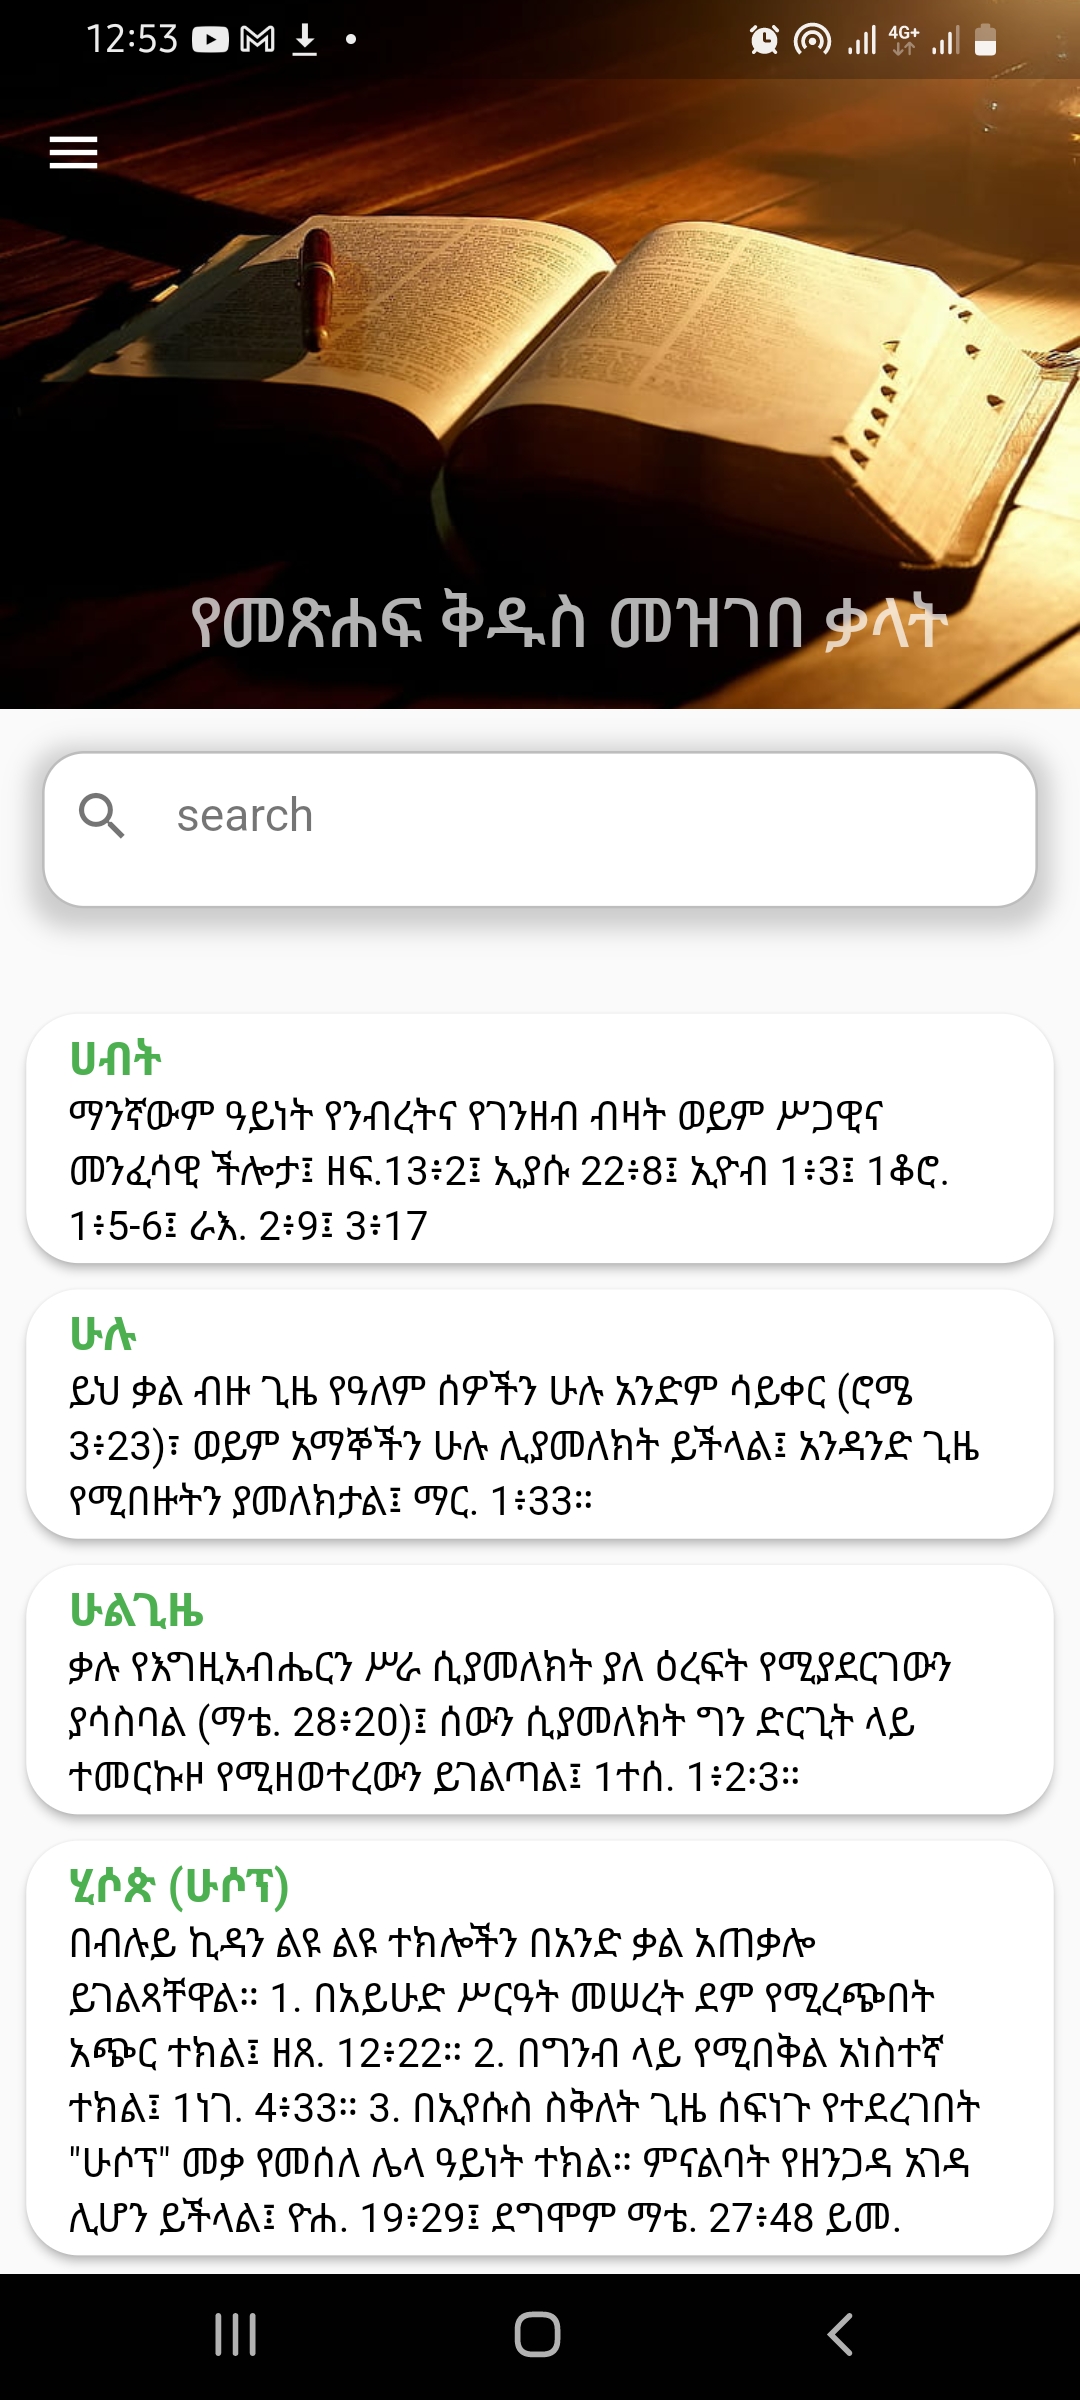 12:53
4G+
የመጽሐፍ ቅዱስ መዝገበ ቃላት
search
ሀብት
ማንኛውም ዓይነት የንብረትና የገንዘብ ብዛት ወይም ሥጋዊና
መንፈሳዊ ችሎታ፤ ዘፍ.13፥2፤ ኢያሱ 22፥8፤ ኢዮብ 1፥3፤ 1ቆሮ.
1፥5-6፤ ራእ. 2፥9፤ 3፥17
ሁሉ
ይህ ቃል ብዙ ጊዜ የዓለም ሰዎችን ሁሉ አንድም ሳይቀር (ሮሜ
3፥23)፣ ወይም አማኞችን ሁሉ ሊያመለክት ይችላል፤ አንዳንድ ጊዜ
የሚበዙትን ያመለክታል፤ ማር. 1፥33።
ሁልጊዜ
ቃሉ የእግዚአብሔርን ሥራ ሲያመለክት ያለ ዕረፍት የሚያደርገውን
ያሳስባል (ማቴ. 28፥20)፤ ሰውን ሲያመለክት ግን ድርጊት ላይ
ተመርኩዞ የሚዘወተረውን ይገልጣል፤ 1ተሰ. 1፥2፡3።
ሂሶጵ (ሁሶፕ)
በብሉይ ኪዳን ልዩ ልዩ ተክሎችን በአንድ ቃል አጠቃሎ
ይገልጻቸዋል። 1. በአይሁድ ሥርዓት መሠረት ደም የሚረጭበት
አጭር ተክል፤ ዘጸ. 12፥22። 2. በግንብ ላይ የሚበቅል አነስተኛ
ተክል፤ 1ነገ. 4፥33። 3. በኢየሱስ ስቅለት ጊዜ ሰፍነጉ የተደረገበት
"ሁሶፕ" መቃ የመሰለ ሌላ ዓይነት ተክል። ምናልባት የዘንጋዳ አገዳ
ሊሆን ይችላል፤ ዮሐ. 19፥29፤ ደግሞም ማቴ. 27፥48 ይመ.